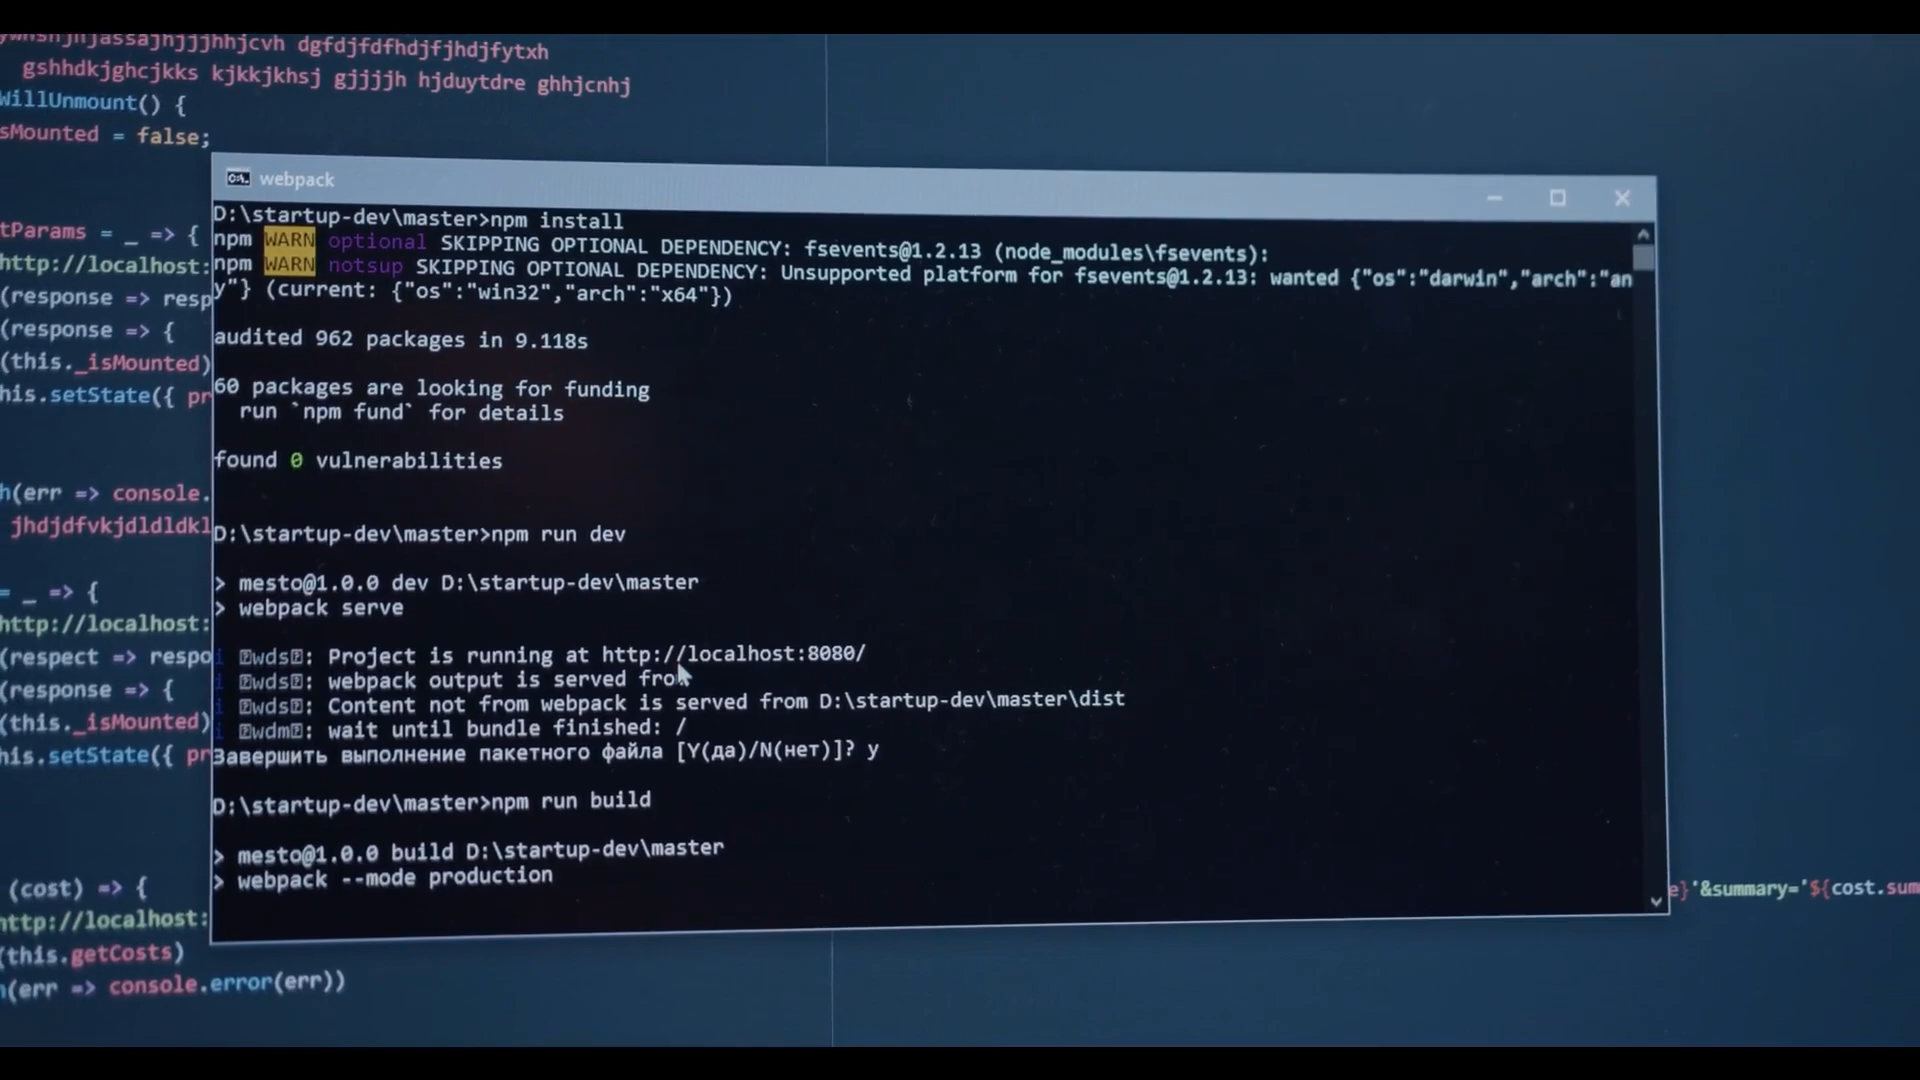 dgfdjfdfhdjfjhdjfytxh
gshhdkjghcjkks kjkkjkhsj gjjjjh hjduytdre ghhjcnhj
WillUnmount() {
sMounted = false;
webpack
D:\startup-dev\master>npm install
npm WARN optional SKIPPING OPTIONAL DEPENDENCY: fsevents@1.2.13 (node_modules\fsevents):
npm WARN notsup SKIPPING OPTIONAL DEPENDENCY: Unsupported platform for fsevents@1.2.13: wanted {"os":"darwin","arch":"an
y"} (current: {"os":"win32","arch":"x64"})
audited 962 packages in 9.118s
60 packages are looking for funding
run `npm fund` for details
found 0 vulnerabilities
D:\startup-dev\master>npm run dev
> mesto@1.0.0 dev D:\startup-dev\master
> webpack serve
i ⍰wds⍰: Project is running at http://localhost:8080/
i ⍰wds⍰: webpack output is served from
i ⍰wds⍰: Content not from webpack is served from D:\startup-dev\master\dist
i ⍰wdm⍰: wait until bundle finished: /
Завершить выполнение пакетного файла [Y(да)/N(нет)]? y
D:\startup-dev\master>npm run build
> mesto@1.0.0 build D:\startup-dev\master
> webpack --mode production
tParams = _ => {
http://localhost:
(response => resp
(response => {
(this._isMounted)
his.setState({ pr
h(err => console.
jhdjdfvkjdldldkl
= _ => {
http://localhost:
(respect => respo
(response => {
(this._isMounted)
his.setState({ pr
(cost) => {
http://localhost:
e}'&summary='${cost.sum
(this.getCosts)
h(err => console.error(err))